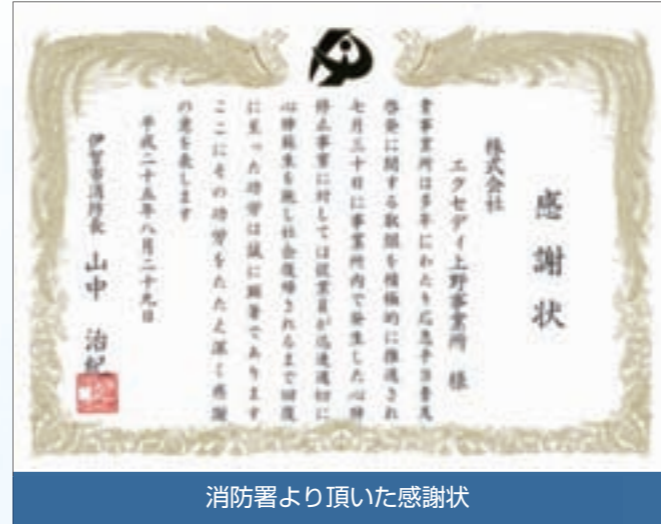 感謝状
株式会社
エクセディ上野事業所 様
貴事業所は多年にわたり応急手当普及
啓発に関する取組を積極的に推進され
七月三十日に事業所内で発生した心肺
停止事案に対しては従業員が迅速適切に
心肺蘇生を施し社会復帰されるまで回復
に至った功労は誠に顕著であります
ここにその功労をたたえ深く感謝
の意を表します
平成二十五年八月二十九日
伊賀市消防長 山中 治紀
消防署より頂いた感謝状